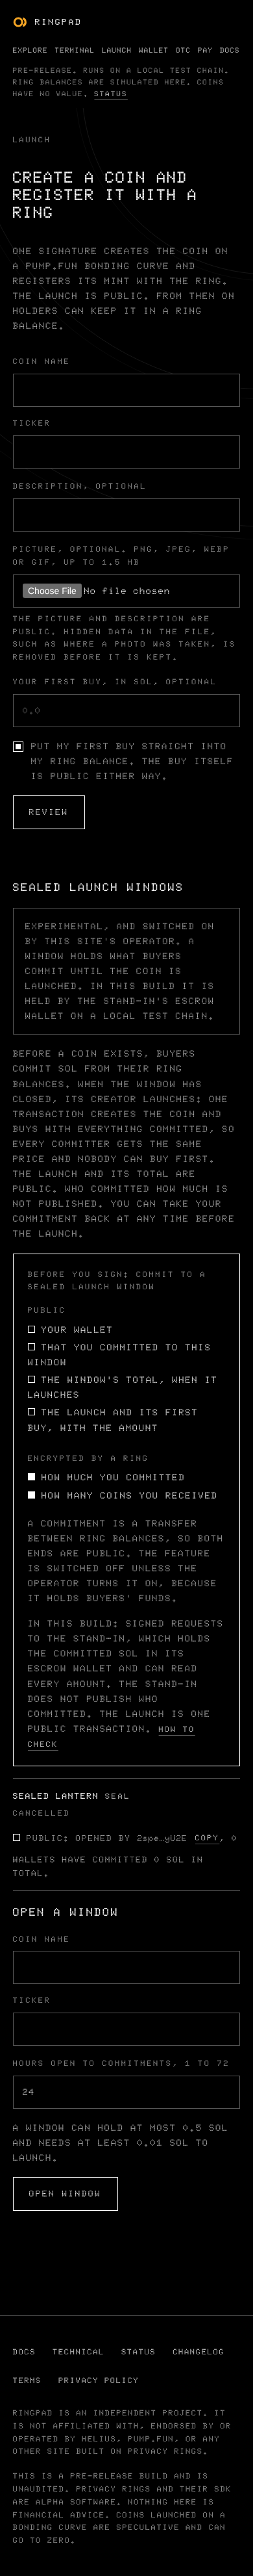 RINGPAD
EXPLORE TERMINAL LAUNCH WALLET OTC PAY DOCS
PRE-RELEASE. RUNS ON A LOCAL TEST CHAIN.
RING BALANCES ARE SIMULATED HERE. COINS
HAVE NO VALUE. STATUS
LAUNCH
CREATE A COIN AND
REGISTER IT WITH A
RING
ONE SIGNATURE CREATES THE COIN ON
A PUMP.FUN BONDING CURVE AND
REGISTERS ITS MINT WITH THE RING.
THE LAUNCH IS PUBLIC. FROM THEN ON
HOLDERS CAN KEEP IT IN A RING
BALANCE.
COIN NAME
TICKER
DESCRIPTION, OPTIONAL
PICTURE, OPTIONAL. PNG, JPEG, WEBP
OR GIF, UP TO 1.5 MB
Choose File No file chosen
THE PICTURE AND DESCRIPTION ARE
PUBLIC. HIDDEN DATA IN THE FILE,
SUCH AS WHERE A PHOTO WAS TAKEN, IS
REMOVED BEFORE IT IS KEPT.
YOUR FIRST BUY, IN SOL, OPTIONAL
0.0
PUT MY FIRST BUY STRAIGHT INTO
MY RING BALANCE. THE BUY ITSELF
IS PUBLIC EITHER WAY.
REVIEW
SEALED LAUNCH WINDOWS
EXPERIMENTAL, AND SWITCHED ON
BY THIS SITE'S OPERATOR. A
WINDOW HOLDS WHAT BUYERS
COMMIT UNTIL THE COIN IS
LAUNCHED. IN THIS BUILD IT IS
HELD BY THE STAND-IN'S ESCROW
WALLET ON A LOCAL TEST CHAIN.
BEFORE A COIN EXISTS, BUYERS
COMMIT SOL FROM THEIR RING
BALANCES. WHEN THE WINDOW HAS
CLOSED, ITS CREATOR LAUNCHES: ONE
TRANSACTION CREATES THE COIN AND
BUYS WITH EVERYTHING COMMITTED, SO
EVERY COMMITTER GETS THE SAME
PRICE AND NOBODY CAN BUY FIRST.
THE LAUNCH AND ITS TOTAL ARE
PUBLIC. WHO COMMITTED HOW MUCH IS
NOT PUBLISHED. YOU CAN TAKE YOUR
COMMITMENT BACK AT ANY TIME BEFORE
THE LAUNCH.
BEFORE YOU SIGN: COMMIT TO A
SEALED LAUNCH WINDOW
PUBLIC
YOUR WALLET
THAT YOU COMMITTED TO THIS
WINDOW
THE WINDOW'S TOTAL, WHEN IT
LAUNCHES
THE LAUNCH AND ITS FIRST
BUY, WITH THE AMOUNT
ENCRYPTED BY A RING
HOW MUCH YOU COMMITTED
HOW MANY COINS YOU RECEIVED
A COMMITMENT IS A TRANSFER
BETWEEN RING BALANCES, SO BOTH
ENDS ARE PUBLIC. THE FEATURE
IS SWITCHED OFF UNLESS THE
OPERATOR TURNS IT ON, BECAUSE
IT HOLDS BUYERS' FUNDS.
IN THIS BUILD: SIGNED REQUESTS
TO THE STAND-IN, WHICH HOLDS
THE COMMITTED SOL IN ITS
ESCROW WALLET AND CAN READ
EVERY AMOUNT. THE STAND-IN
DOES NOT PUBLISH WHO
COMMITTED. THE LAUNCH IS ONE
PUBLIC TRANSACTION. HOW TO
CHECK
SEALED LANTERN SEAL
CANCELLED
PUBLIC: OPENED BY 2spe…yU2E COPY, 0
WALLETS HAVE COMMITTED 0 SOL IN
TOTAL.
OPEN A WINDOW
COIN NAME
TICKER
HOURS OPEN TO COMMITMENTS, 1 TO 72
24
A WINDOW CAN HOLD AT MOST 0.5 SOL
AND NEEDS AT LEAST 0.01 SOL TO
LAUNCH.
OPEN WINDOW
DOCS TECHNICAL STATUS CHANGELOG
TERMS PRIVACY POLICY
RINGPAD IS AN INDEPENDENT PROJECT. IT
IS NOT AFFILIATED WITH, ENDORSED BY OR
OPERATED BY HELIUS, PUMP.FUN, OR ANY
OTHER SITE BUILT ON PRIVACY RINGS.
THIS IS A PRE-RELEASE BUILD AND IS
UNAUDITED. PRIVACY RINGS AND THEIR SDK
ARE ALPHA SOFTWARE. NOTHING HERE IS
FINANCIAL ADVICE. COINS LAUNCHED ON A
BONDING CURVE ARE SPECULATIVE AND CAN
GO TO ZERO.